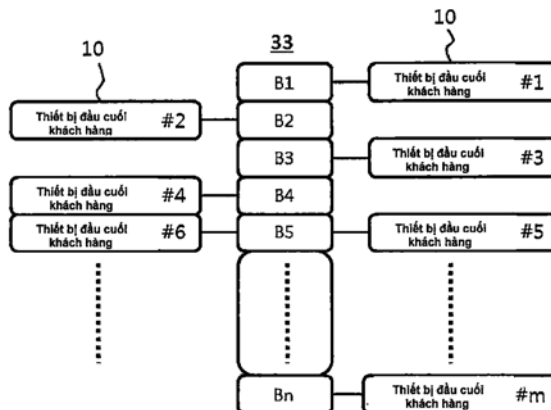 10
33
10
B1
Thiết bị đầu cuối
khách hàng
#1
Thiết bị đầu cuối
khách hàng
#2
B2
B3
Thiết bị đầu cuối
khách hàng
#3
Thiết bị đầu cuối
khách hàng
#4
B4
Thiết bị đầu cuối
khách hàng
#6
B5
Thiết bị đầu cuối
khách hàng
#5
Bn
Thiết bị đầu cuối
khách hàng
#m